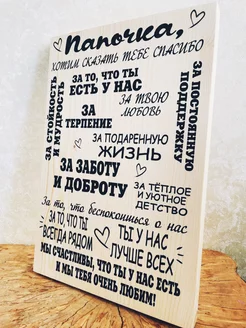 Папочка,
ХОТИМ СКАЗАТЬ ТЕБЕ СПАСИБО
ЗА ТО, ЧТО ТЫ
ЕСТЬ У НАС
ЗА СТОЙКОСТЬ
И МУДРОСТЬ
ЗА
ТЕРПЕНИЕ
ЗА ТВОЮ
ЛЮБОВЬ
ЗА ПОСТОЯННУЮ
ПОДДЕРЖКУ
ЗА ПОДАРЕННУЮ
ЖИЗНЬ
ЗА ЗАБОТУ
И ДОБРОТУ
ЗА ТЁПЛОЕ
И УЮТНОЕ
ДЕТСТВО
За то, что беспокоишься о нас
ЗА ТО, ЧТО ТЫ
ВСЕГДА РЯДОМ
ТЫ У НАС
ЛУЧШЕ ВСЕХ
МЫ СЧАСТЛИВЫ, ЧТО ТЫ У НАС ЕСТЬ
И МЫ ТЕБЯ ОЧЕНЬ ЛЮБИМ!